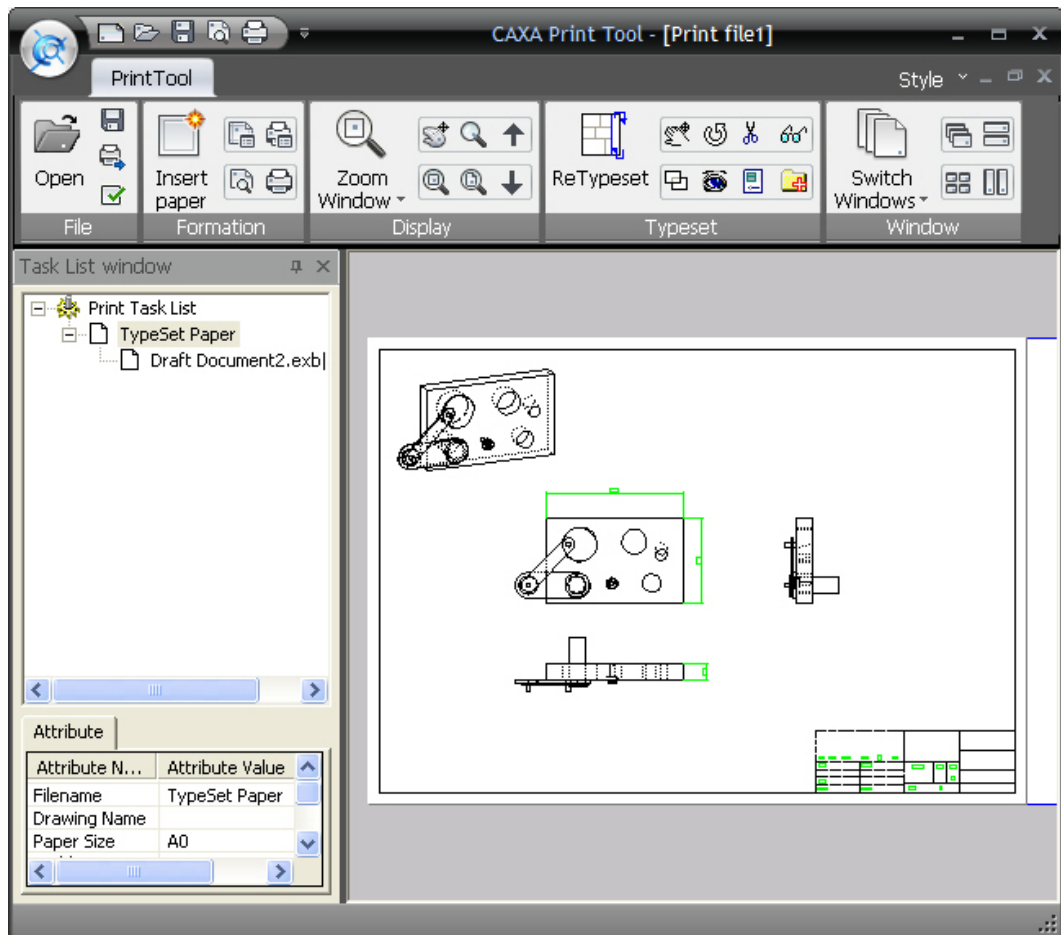 CAXA Print Tool - [Print file1]
PrintTool
Style
Open
Insert
paper
Zoom
Window
ReTypeset
Switch
Windows
File
Formation
Display
Typeset
Window
Task List window
Print Task List
TypeSet Paper
Draft Document2.exb|
Attribute
Attribute N... Attribute Value
Filename TypeSet Paper
Drawing Name
Paper Size A0